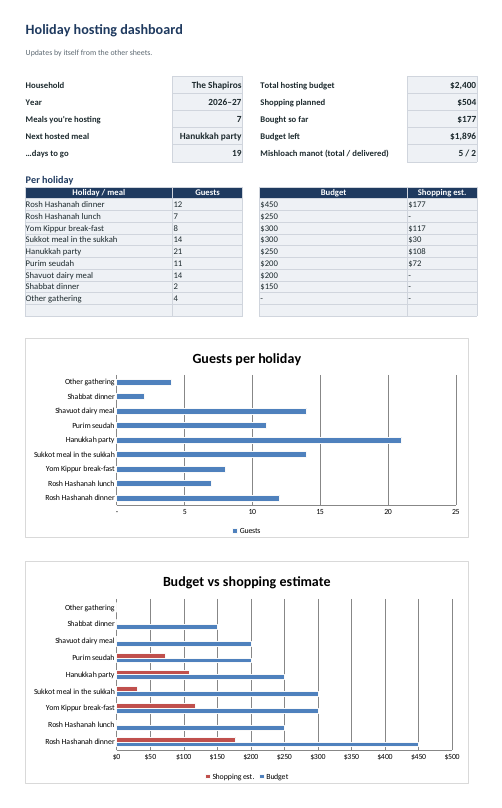 Holiday hosting dashboard
Updates by itself from the other sheets.
Household The Shapiros Total hosting budget $2,400
Year 2026–27 Shopping planned $504
Meals you're hosting 7 Bought so far $177
Next hosted meal Hanukkah party Budget left $1,896
...days to go 19 Mishloach manot (total / delivered) 5 / 2
Per holiday
Holiday / meal Guests Budget Shopping est.
Rosh Hashanah dinner 12 $450 $177
Rosh Hashanah lunch 7 $250 -
Yom Kippur break-fast 8 $300 $117
Sukkot meal in the sukkah 14 $300 $30
Hanukkah party 21 $250 $108
Purim seudah 11 $200 $72
Shavuot dairy meal 14 $200 -
Shabbat dinner 2 $150 -
Other gathering 4 - -
Guests per holiday
Other gathering
Shabbat dinner
Shavuot dairy meal
Purim seudah
Hanukkah party
Sukkot meal in the sukkah
Yom Kippur break-fast
Rosh Hashanah lunch
Rosh Hashanah dinner
- 5 10 15 20 25
Guests
Budget vs shopping estimate
Other gathering
Shabbat dinner
Shavuot dairy meal
Purim seudah
Hanukkah party
Sukkot meal in the sukkah
Yom Kippur break-fast
Rosh Hashanah lunch
Rosh Hashanah dinner
$0 $50 $100 $150 $200 $250 $300 $350 $400 $450 $500
Shopping est. Budget